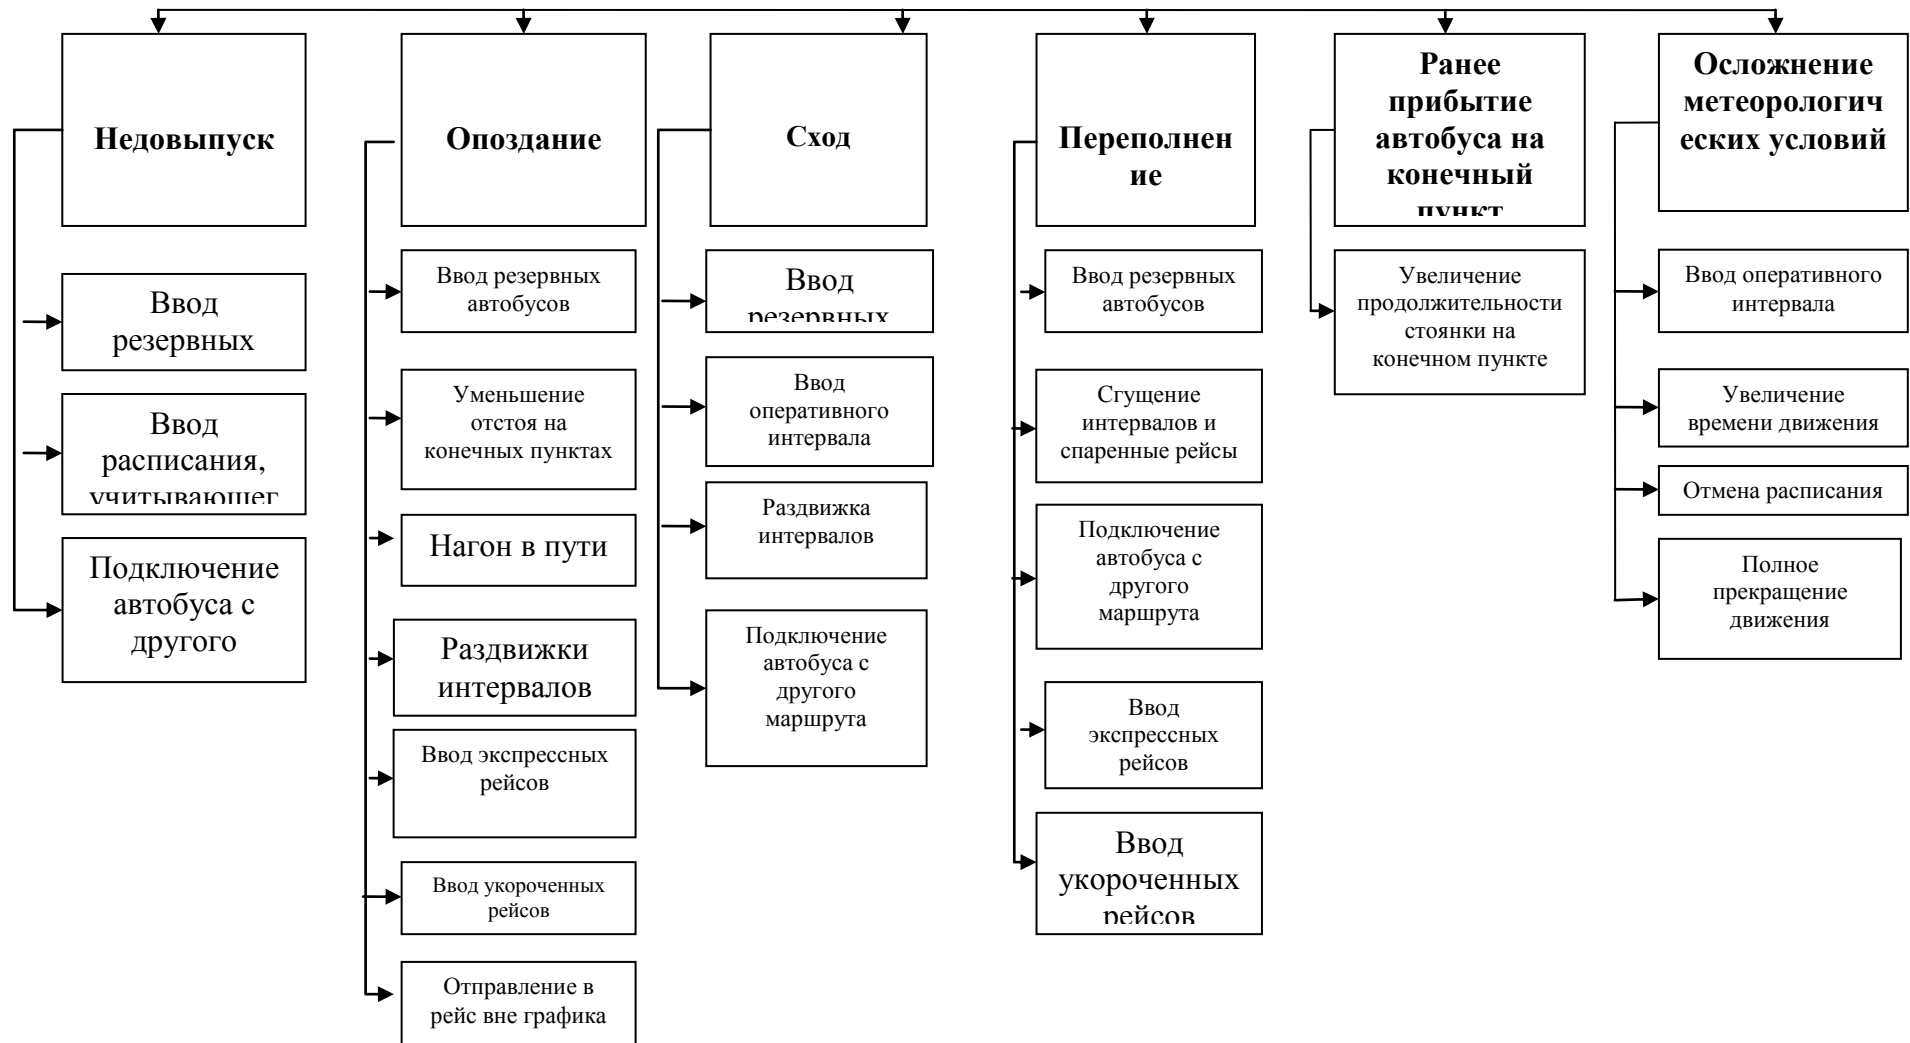 Недовыпуск
Ввод
резервных
Ввод
расписания,
учитывающег
Подключение
автобуса с
другого
Опоздание
Ввод резервных
автобусов
Уменьшение
отстоя на
конечных пунктах
Нагон в пути
Раздвижки
интервалов
Ввод экспрессных
рейсов
Ввод укороченных
рейсов
Отправление в
рейс вне графика
Сход
Ввод
резервных
Ввод
оперативного
интервала
Раздвижка
интервалов
Подключение
автобуса с
другого
маршрута
Переполнен
ие
Ввод резервных
автобусов
Сгущение
интервалов и
спаренные рейсы
Подключение
автобуса с
другого
маршрута
Ввод
экспрессных
рейсов
Ввод
укороченных
рейсов
Ранее
прибытие
автобуса на
конечный
пункт
Увеличение
продолжительности
стоянки на
конечном пункте
Осложнение
метеорологич
еских условий
Ввод оперативного
интервала
Увеличение
времени движения
Отмена расписания
Полное
прекращение
движения